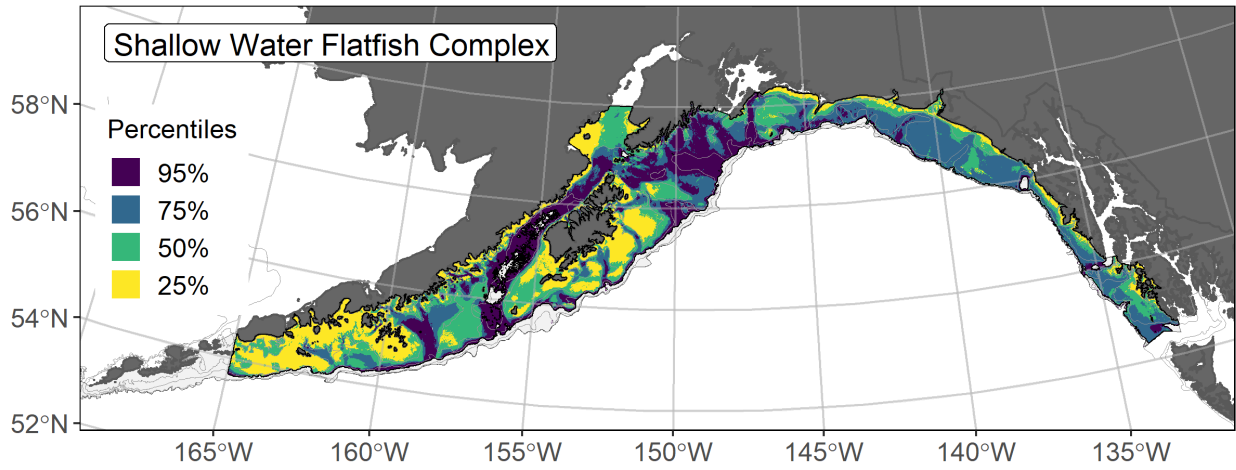 Shallow Water Flatfish Complex
58°N
Percentiles
95%
75%
56°N
50%
25%
54°N
52°N
165°W 160°W 155°W 150°W 145°W 140°W 135°W